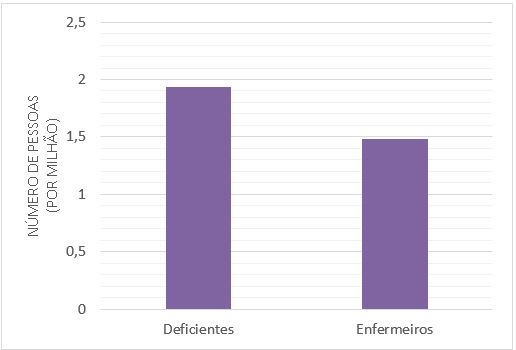 2,5
2
1,5
1
0,5
0
NÚMERO DE PESSOAS
(POR MILHÃO)
Deficientes Enfermeiros